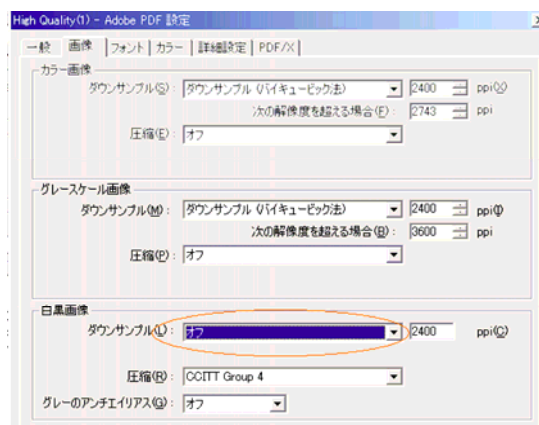 High Quality(1) - Adobe PDF 設定
一般 画像 フォント カラー 詳細設定 PDF/X
カラー画像
ダウンサンプル(S): ダウンサンプル (バイキュービック法) 2400 ppi(X)
次の解像度を超える場合(F): 2743 ppi
圧縮(E): オフ
グレースケール画像
ダウンサンプル(M): ダウンサンプル (バイキュービック法) 2400 ppi(I)
次の解像度を超える場合(B): 3600 ppi
圧縮(P): オフ
白黒画像
ダウンサンプル(L): オフ 2400 ppi(C)
圧縮(R): CCITT Group 4
グレーのアンチエイリアス(G): オフ